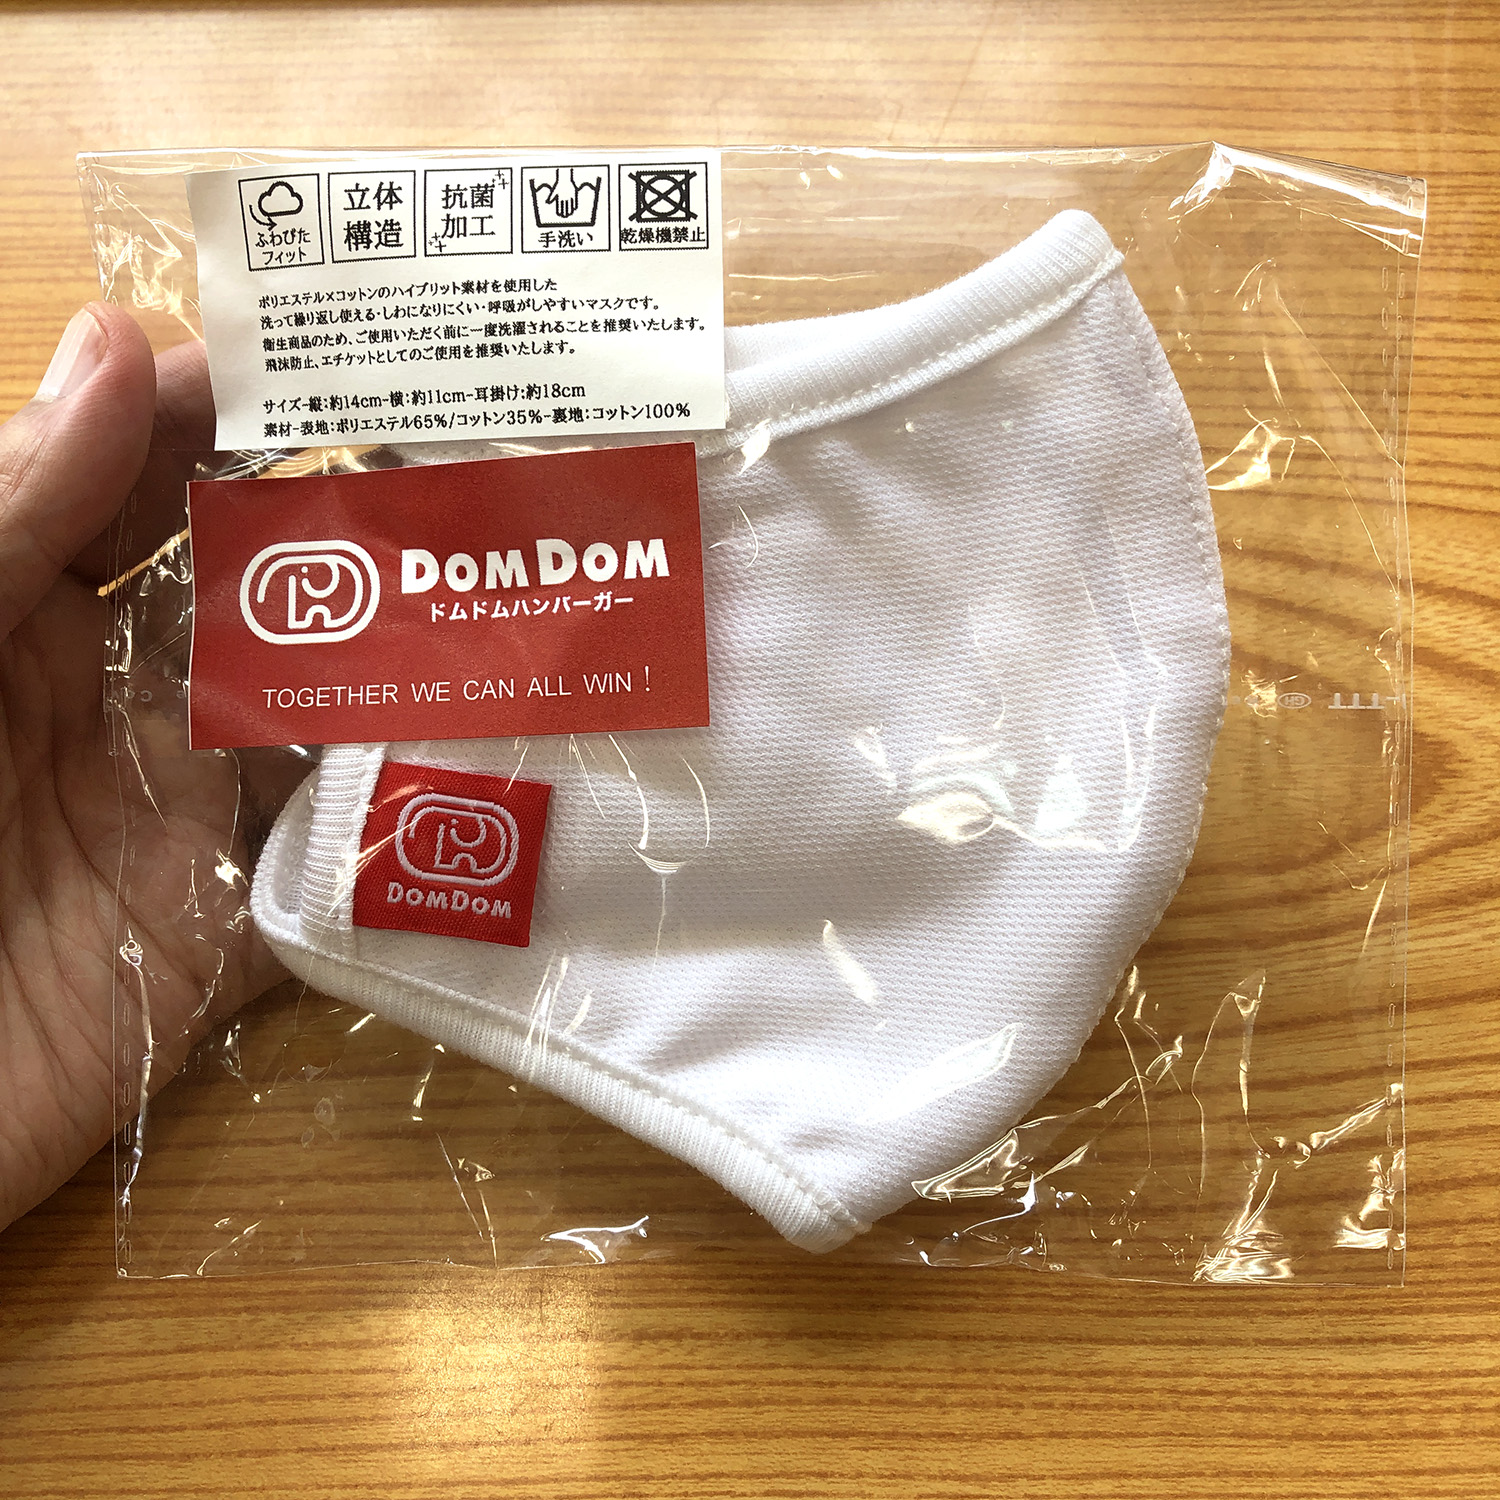 ふわぴた
フィット
立体
構造
抗菌
加工
手洗い
乾燥機禁止
ポリエステル×コットンのハイブリット素材を使用した
洗って繰り返し使える・しわになりにくい・呼吸がしやすいマスクです。
衛生商品のため、ご使用いただく前に一度洗濯されることを推奨いたします。
飛沫防止、エチケットとしてのご使用を推奨いたします。
サイズ-縦:約14cm-横:約11cm-耳掛け:約18cm
素材-表地:ポリエステル65%/コットン35%-裏地:コットン100%
DOMDOM
ドムドムハンバーガー
TOGETHER WE CAN ALL WIN!
DOMDOM